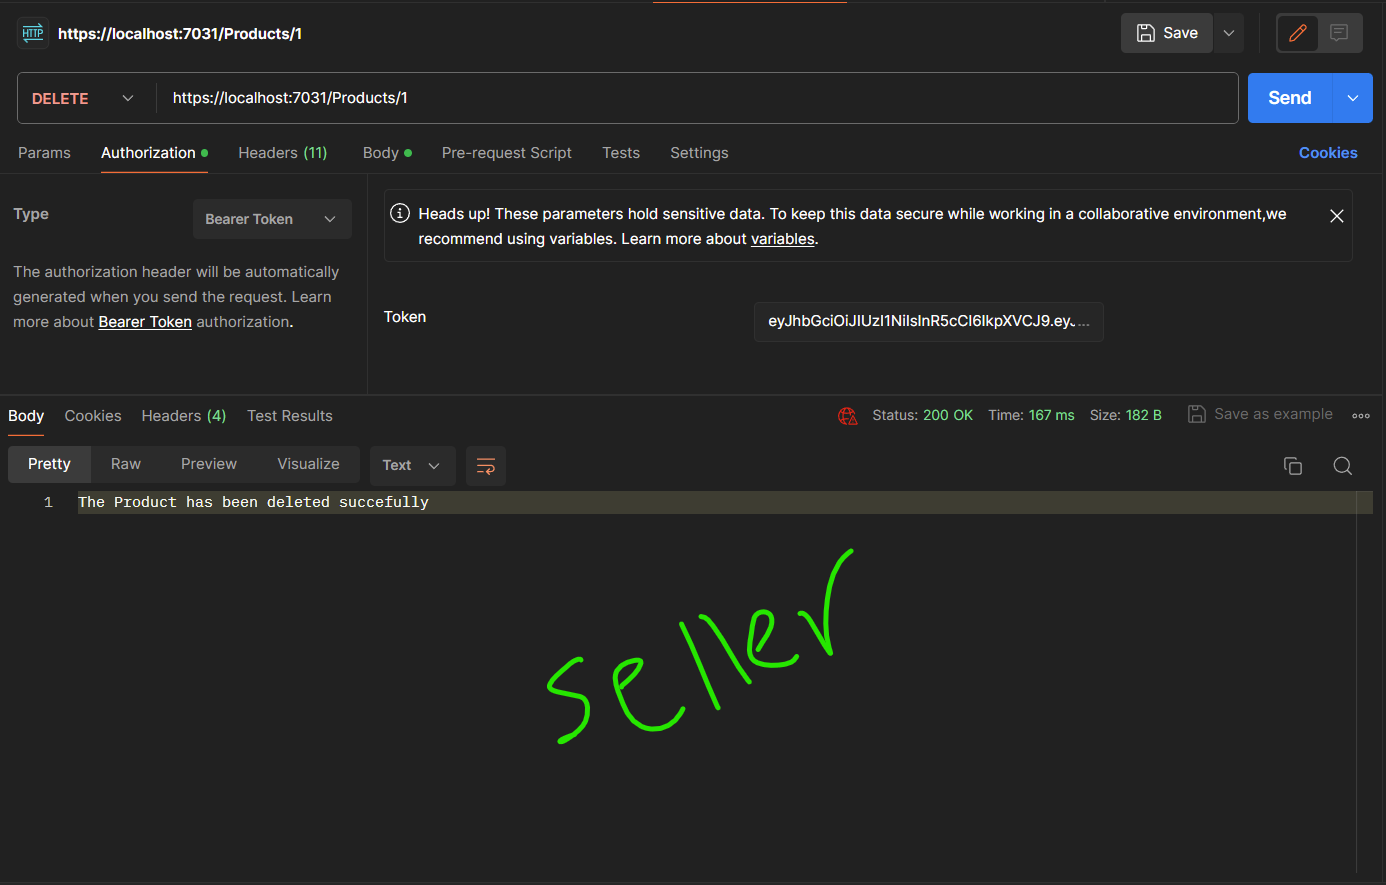 HTTP https://localhost:7031/Products/1 Save
DELETE https://localhost:7031/Products/1 Send
Params Authorization Headers (11) Body Pre-request Script Tests Settings Cookies
Type Bearer Token
The authorization header will be automatically
generated when you send the request. Learn
more about Bearer Token authorization.
Heads up! These parameters hold sensitive data. To keep this data secure while working in a collaborative environment,we
recommend using variables. Learn more about variables.
Token eyJhbGciOiJIUzI1NiIsInR5cCI6IkpXVCJ9.eyJ...
Body Cookies Headers (4) Test Results Status: 200 OK Time: 167 ms Size: 182 B Save as example
Pretty Raw Preview Visualize Text
1 The Product has been deleted succefully
seller